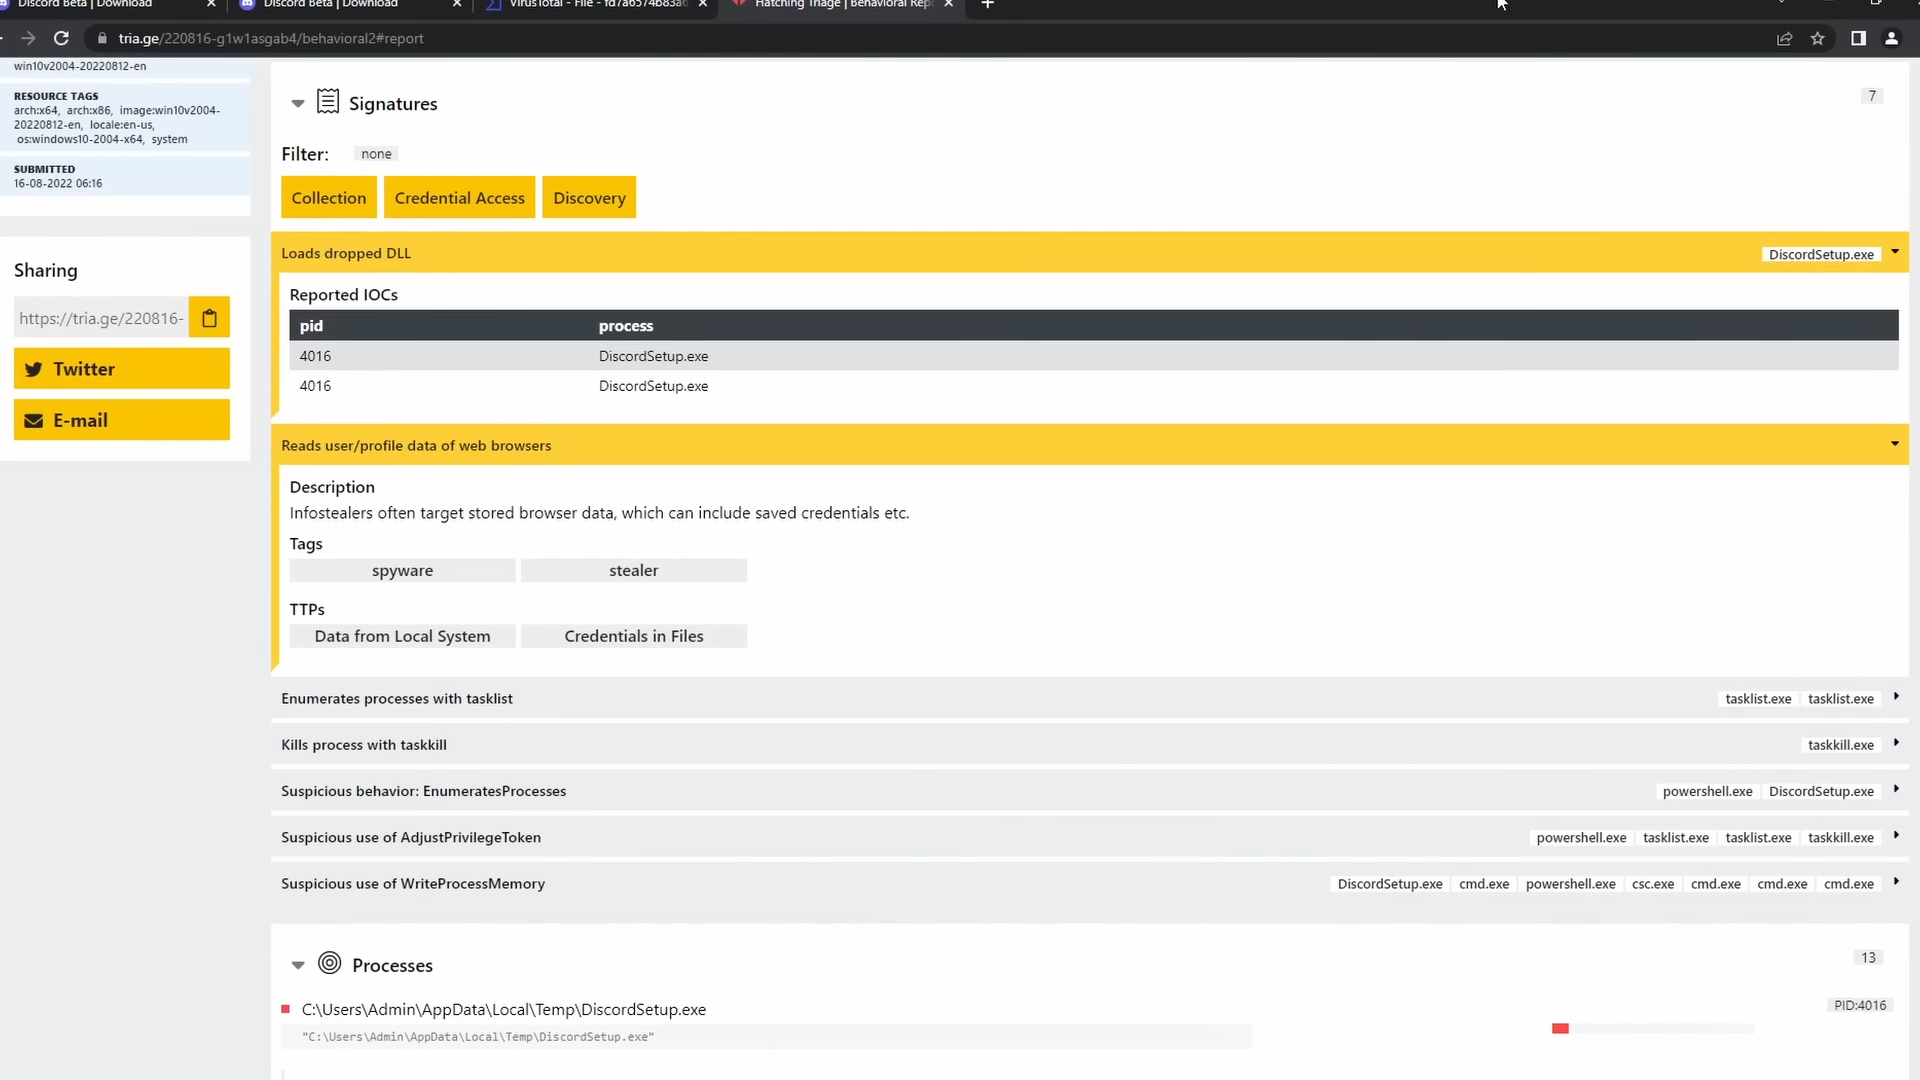 Discord Beta | Download
Discord Beta | Download
VirusTotal - File - fd7a6574b83a
Hatching Triage | Behavioral Rep
tria.ge/220816-g1w1asgab4/behavioral2#report
win10v2004-20220812-en
RESOURCE TAGS
arch:x64, arch:x86, image:win10v2004-
20220812-en, locale:en-us,
os:windows10-2004-x64, system
SUBMITTED
16-08-2022 06:16
Sharing
https://tria.ge/220816-
Twitter
E-mail
Signatures
7
Filter: none
Collection Credential Access Discovery
Loads dropped DLL DiscordSetup.exe
Reported IOCs
pid process
4016 DiscordSetup.exe
4016 DiscordSetup.exe
Reads user/profile data of web browsers
Description
Infostealers often target stored browser data, which can include saved credentials etc.
Tags
spyware stealer
TTPs
Data from Local System Credentials in Files
Enumerates processes with tasklist tasklist.exe tasklist.exe
Kills process with taskkill taskkill.exe
Suspicious behavior: EnumeratesProcesses powershell.exe DiscordSetup.exe
Suspicious use of AdjustPrivilegeToken powershell.exe tasklist.exe tasklist.exe taskkill.exe
Suspicious use of WriteProcessMemory DiscordSetup.exe cmd.exe powershell.exe csc.exe cmd.exe cmd.exe cmd.exe
Processes
13
C:\Users\Admin\AppData\Local\Temp\DiscordSetup.exe PID:4016
"C:\Users\Admin\AppData\Local\Temp\DiscordSetup.exe"